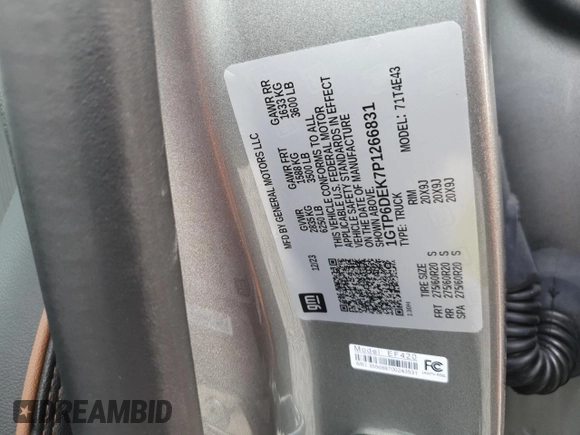 MFD BY GENERAL MOTORS LLC
GVWR GAWR FRT GAWR RR
2835 KG 1588 KG 1633 KG
6250 LB 3500 LB 3600 LB
THIS VEHICLE CONFORMS TO ALL
APPLICABLE U.S. FEDERAL MOTOR
VEHICLE SAFETY STANDARDS IN EFFECT
ON THE DATE OF MANUFACTURE
SHOWN ABOVE.
12/23
1GTP6DEK7P1266831
TYPE: TRUCK MODEL: 71T4E43
TIRE SIZE RIM
FRT 275/60R20 S 20X9J
RR 275/60R20 S 20X9J
SPA 275/60R20 S 20X9J
gm
Model EF420
FC
DREAMBID